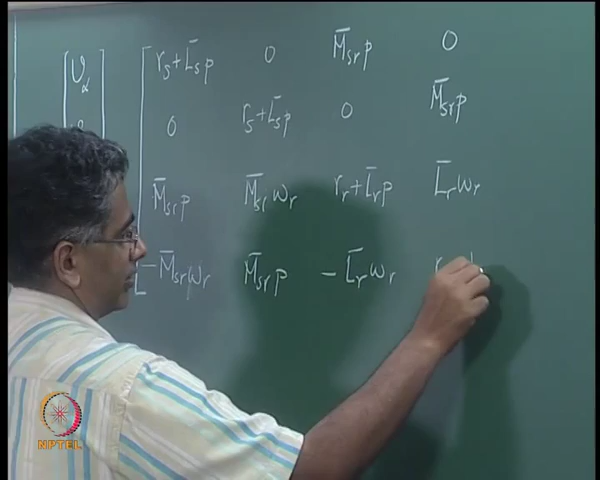 v_α r_s + L̄_s p 0 M̄_sr p 0
0 r_s + L̄_s p 0 M̄_sr p
M̄_sr p M̄_sr ω_r r_r + L̄_r p L̄_r ω_r
− M̄_sr ω_r M̄_sr p − L̄_r ω_r
NPTEL